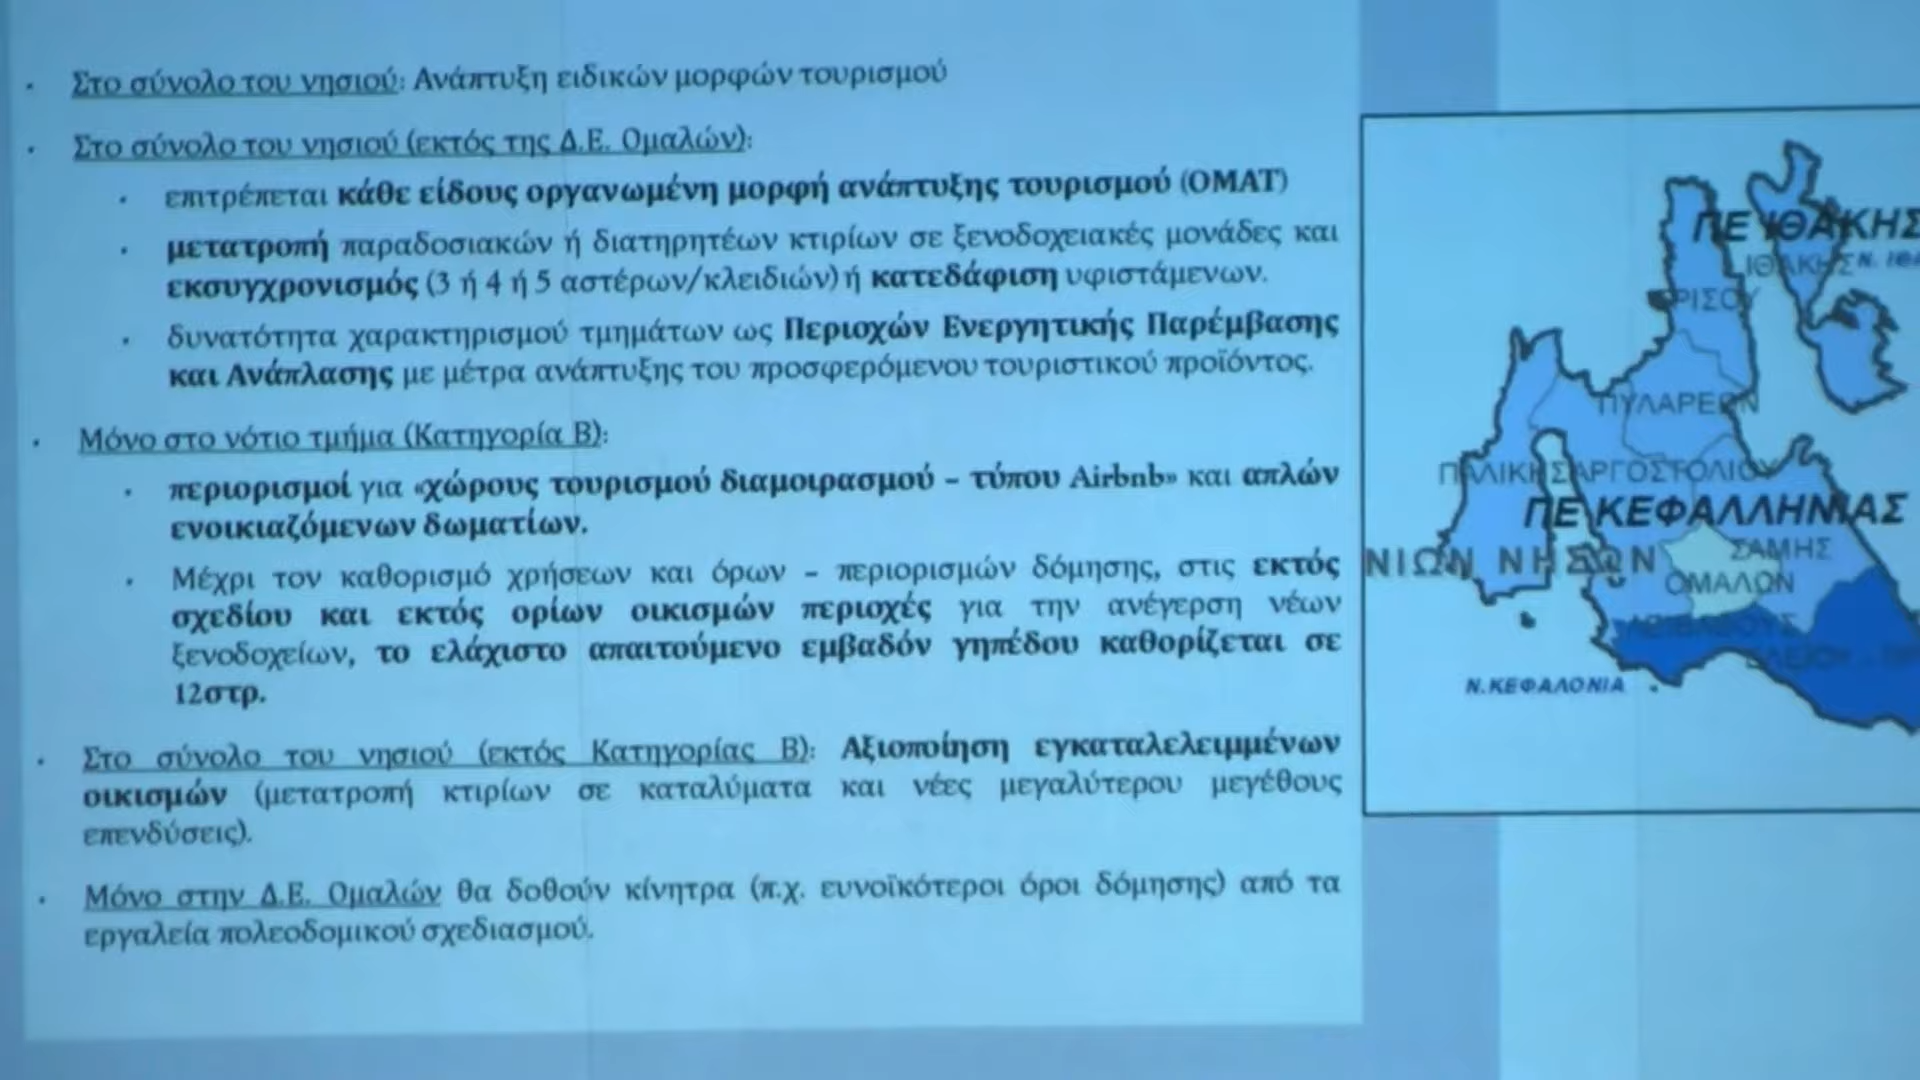 • Στο σύνολο του νησιού: Ανάπτυξη ειδικών μορφών τουρισμού
• Στο σύνολο του νησιού (εκτός της Δ.Ε. Ομαλών):
• επιτρέπεται κάθε είδους οργανωμένη μορφή ανάπτυξης τουρισμού (ΟΜΑΤ)
• μετατροπή παραδοσιακών ή διατηρητέων κτιρίων σε ξενοδοχειακές μονάδες και
εκσυγχρονισμός (3 ή 4 ή 5 αστέρων/κλειδιών) ή κατεδάφιση υφιστάμενων.
• δυνατότητα χαρακτηρισμού τμημάτων ως Περιοχών Ενεργητικής Παρέμβασης
και Ανάπλασης με μέτρα ανάπτυξης του προσφερόμενου τουριστικού προϊόντος.
• Μόνο στο νότιο τμήμα (Κατηγορία Β):
• περιορισμοί για «χώρους τουρισμού διαμοιρασμού – τύπου Airbnb» και απλών
ενοικιαζόμενων δωματίων.
• Μέχρι τον καθορισμό χρήσεων και όρων – περιορισμών δόμησης, στις εκτός
σχεδίου και εκτός ορίων οικισμών περιοχές για την ανέγερση νέων
ξενοδοχείων, το ελάχιστο απαιτούμενο εμβαδόν γηπέδου καθορίζεται σε
12στρ.
• Στο σύνολο του νησιού (εκτός Κατηγορίας Β): Αξιοποίηση εγκαταλελειμμένων
οικισμών (μετατροπή κτιρίων σε καταλύματα και νέες μεγαλύτερου μεγέθους
επενδύσεις).
• Μόνο στην Δ.Ε. Ομαλών θα δοθούν κίνητρα (π.χ. ευνοϊκότεροι όροι δόμησης) από τα
εργαλεία πολεοδομικού σχεδιασμού.
ΠΕ ΙΘΑΚΗΣ
ΙΘΑΚΗΣ
Ν. ΙΘΑ
ΡΙΣΟΥ
ΠΥΛΑΡΕΩΝ
ΠΑΛΙΚΗΣ
ΑΡΓΟΣΤΟΛΙΟΥ
ΠΕ ΚΕΦΑΛΛΗΝΙΑΣ
ΣΑΜΗΣ
ΝΙΩΝ ΝΗΣΩΝ
ΟΜΑΛΩΝ
Ν.ΚΕΦΑΛΟΝΙΑ